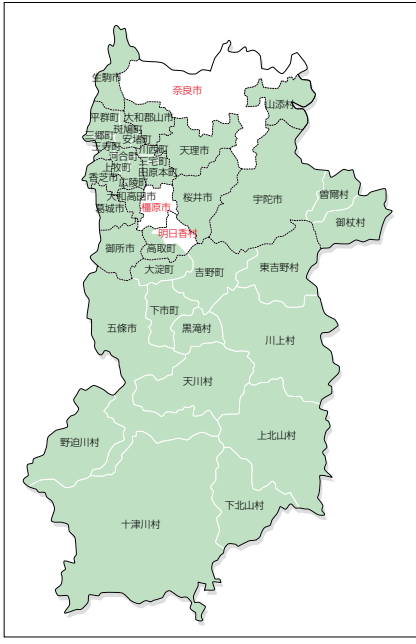 奈良市
生駒市
山添村
平群町
大和郡山市
斑鳩町
三郷町
安堵町
王寺町
川西町
天理市
河合町
三宅町
上牧町
田原本町
香芝市
広陵町
大和高田市
桜井市
宇陀市
曽爾村
葛城市
橿原市
御杖村
明日香村
御所市
高取町
大淀町
吉野町
東吉野村
下市町
五條市
黒滝村
川上村
天川村
野迫川村
上北山村
下北山村
十津川村